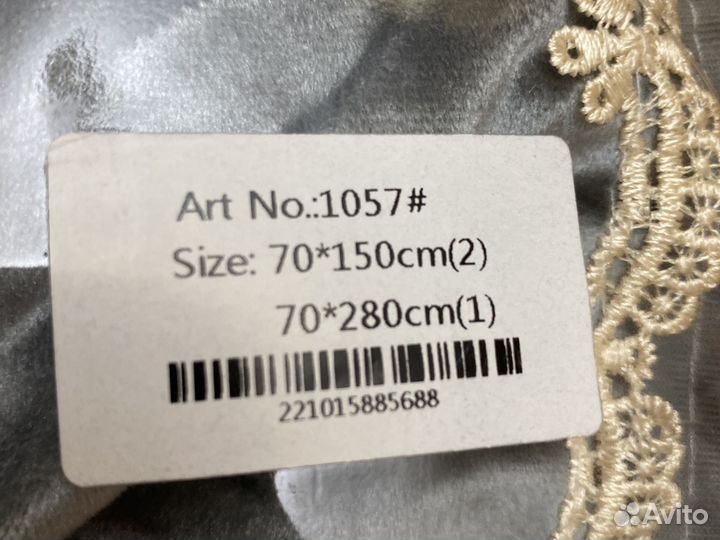 Art No.:1057#
Size: 70*150cm(2)
70*280cm(1)
221015885688
Avito